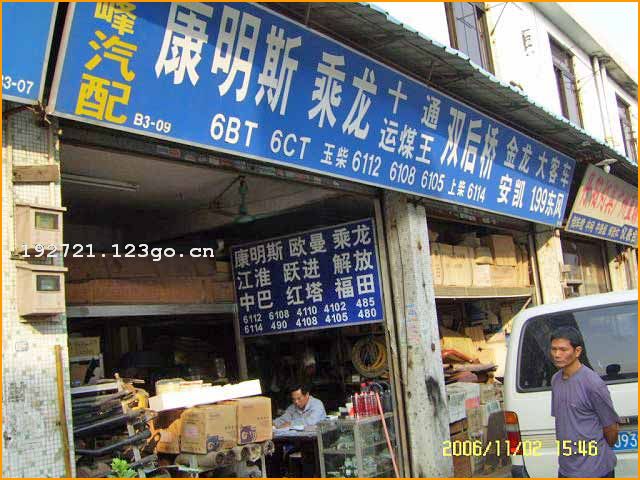 3-07
峰汽配
B3-09
康明斯 乘龙 十通 双后桥 金龙大客车
6BT 6CT 玉柴 6112 运煤王 6108 6105 上柴 6114 安凯 199东风
192721.123go.cn
康明斯 欧曼 乘龙
江淮 跃进 解放
中巴 红塔 福田
6112 6108 4110 4102 485
6114 490 4108 4105 480
2006/11/02 15:46